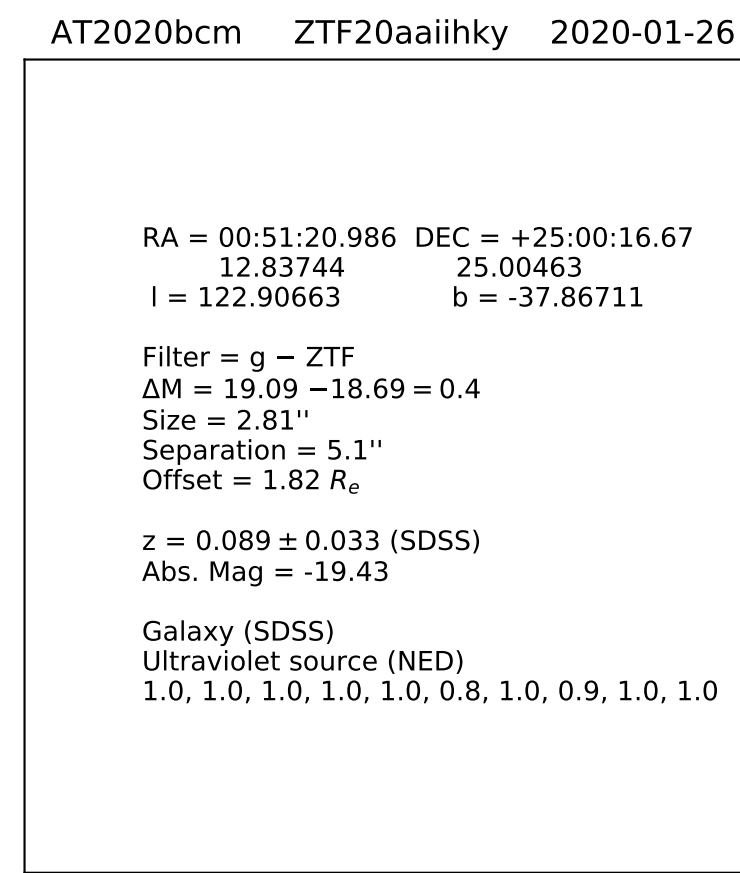 AT2020bcm ZTF20aaiihky 2020-01-26
RA = 00:51:20.986 DEC = +25:00:16.67
12.83744 25.00463
l = 122.90663 b = -37.86711
Filter = g − ZTF
ΔM = 19.09 −18.69 = 0.4
Size = 2.81''
Separation = 5.1''
Offset = 1.82 Re
z = 0.089 ± 0.033 (SDSS)
Abs. Mag = -19.43
Galaxy (SDSS)
Ultraviolet source (NED)
1.0, 1.0, 1.0, 1.0, 1.0, 0.8, 1.0, 0.9, 1.0, 1.0